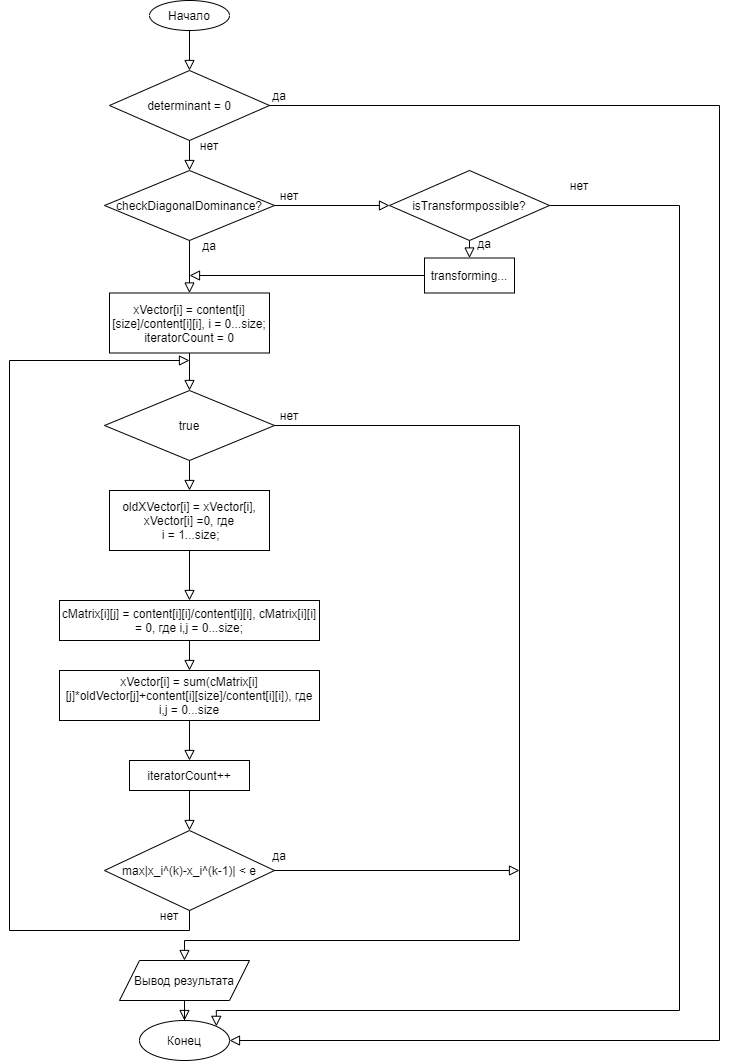 Начало
determinant = 0
да
нет
checkDiagonalDominance?
нет
isTransformpossible?
нет
да
да
transforming...
xVector[i] = content[i]
[size]/content[i][i], i = 0...size;
iteratorCount = 0
true
нет
oldXVector[i] = xVector[i],
xVector[i] =0, где
i = 1...size;
cMatrix[i][j] = content[i][i]/content[i][i], cMatrix[i][i]
= 0, где i,j = 0...size;
xVector[i] = sum(cMatrix[i]
[j]*oldVector[j]+content[i][size]/content[i][i]), где
i,j = 0...size
iteratorCount++
max|x_i^(k)-x_i^(k-1)| < e
да
нет
Вывод результата
Конец